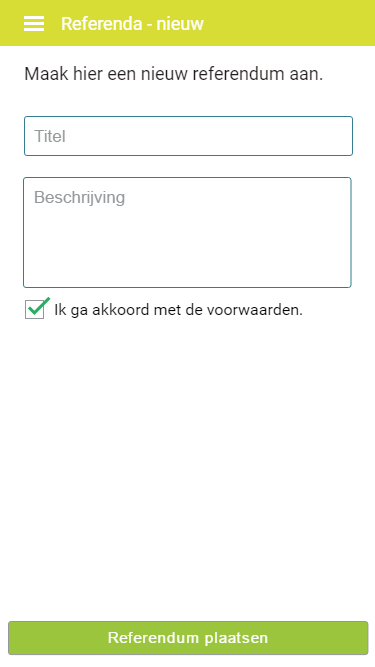 Referenda - nieuw
Maak hier een nieuw referendum aan.
Titel
Beschrijving
Ik ga akkoord met de voorwaarden.
Referendum plaatsen